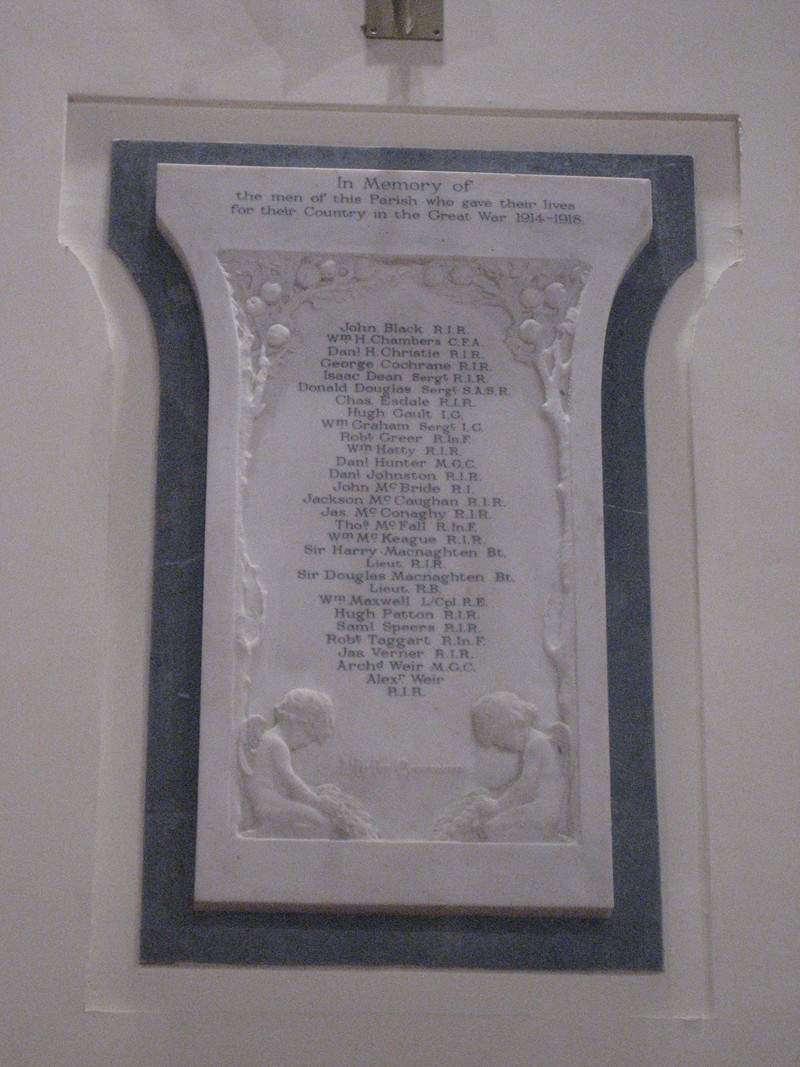 In Memory of
the men of this Parish who gave their lives
for their Country in the Great War 1914-1918.
John Black R.I.R.
Wm H. Chambers C.F.A.
Danl H. Christie R.I.R.
George Cochrane R.I.R.
Isaac Dean Sergt R.I.R.
Donald Douglas Sergt S.A.S.R.
Chas. Esdale R.I.R.
Hugh Gault I.G.
Wm Graham Sergt I.G.
Robt Greer R.In.F.
Wm Hatty R.I.R.
Danl Hunter M.G.C.
Danl Johnston R.I.R.
John McBride R.I.
Jackson McCaughan R.I.R.
Jas. McConaghy R.I.R.
Thos McFall R.In.F.
Wm McKeague R.I.R.
Sir Harry Macnaghten Bt.
Lieut. R.I.R.
Sir Douglas Macnaghten Bt.
Lieut. R.B.
Wm Maxwell L/Cpl. R.E.
Hugh Patton R.I.R.
Saml Speers R.I.R.
Robt Taggart R.In.F.
Jas Verner R.I.R.
Archd Weir M.G.C.
Alexr Weir
R.I.R.